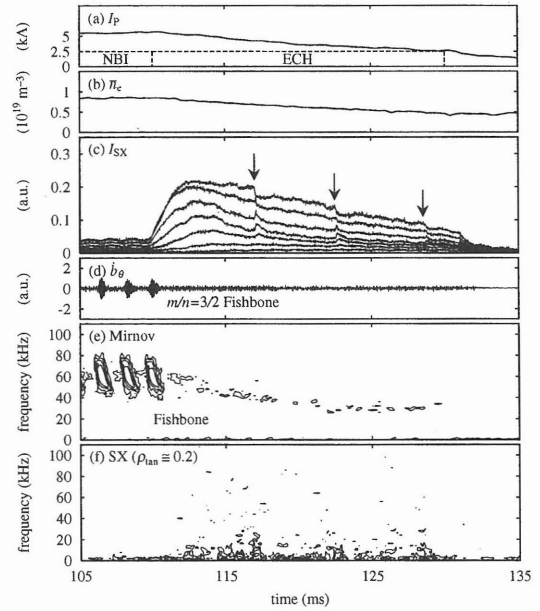 (a) I_P
(kA)
5
2.5
0
NBI
ECH
(b) n̄_e
(10^19 m^-3)
1
0.5
0
(c) I_SX
(a.u.)
0.3
0.2
0.1
0.0
(d) ḃ_θ
(a.u.)
2
0
-2
m/n=3/2 Fishbone
(e) Mirnov
frequency (kHz)
100
80
60
40
20
0
Fishbone
(f) SX (ρ_tan ≅ 0.2)
frequency (kHz)
100
80
60
40
20
0
105
115
125
135
time (ms)